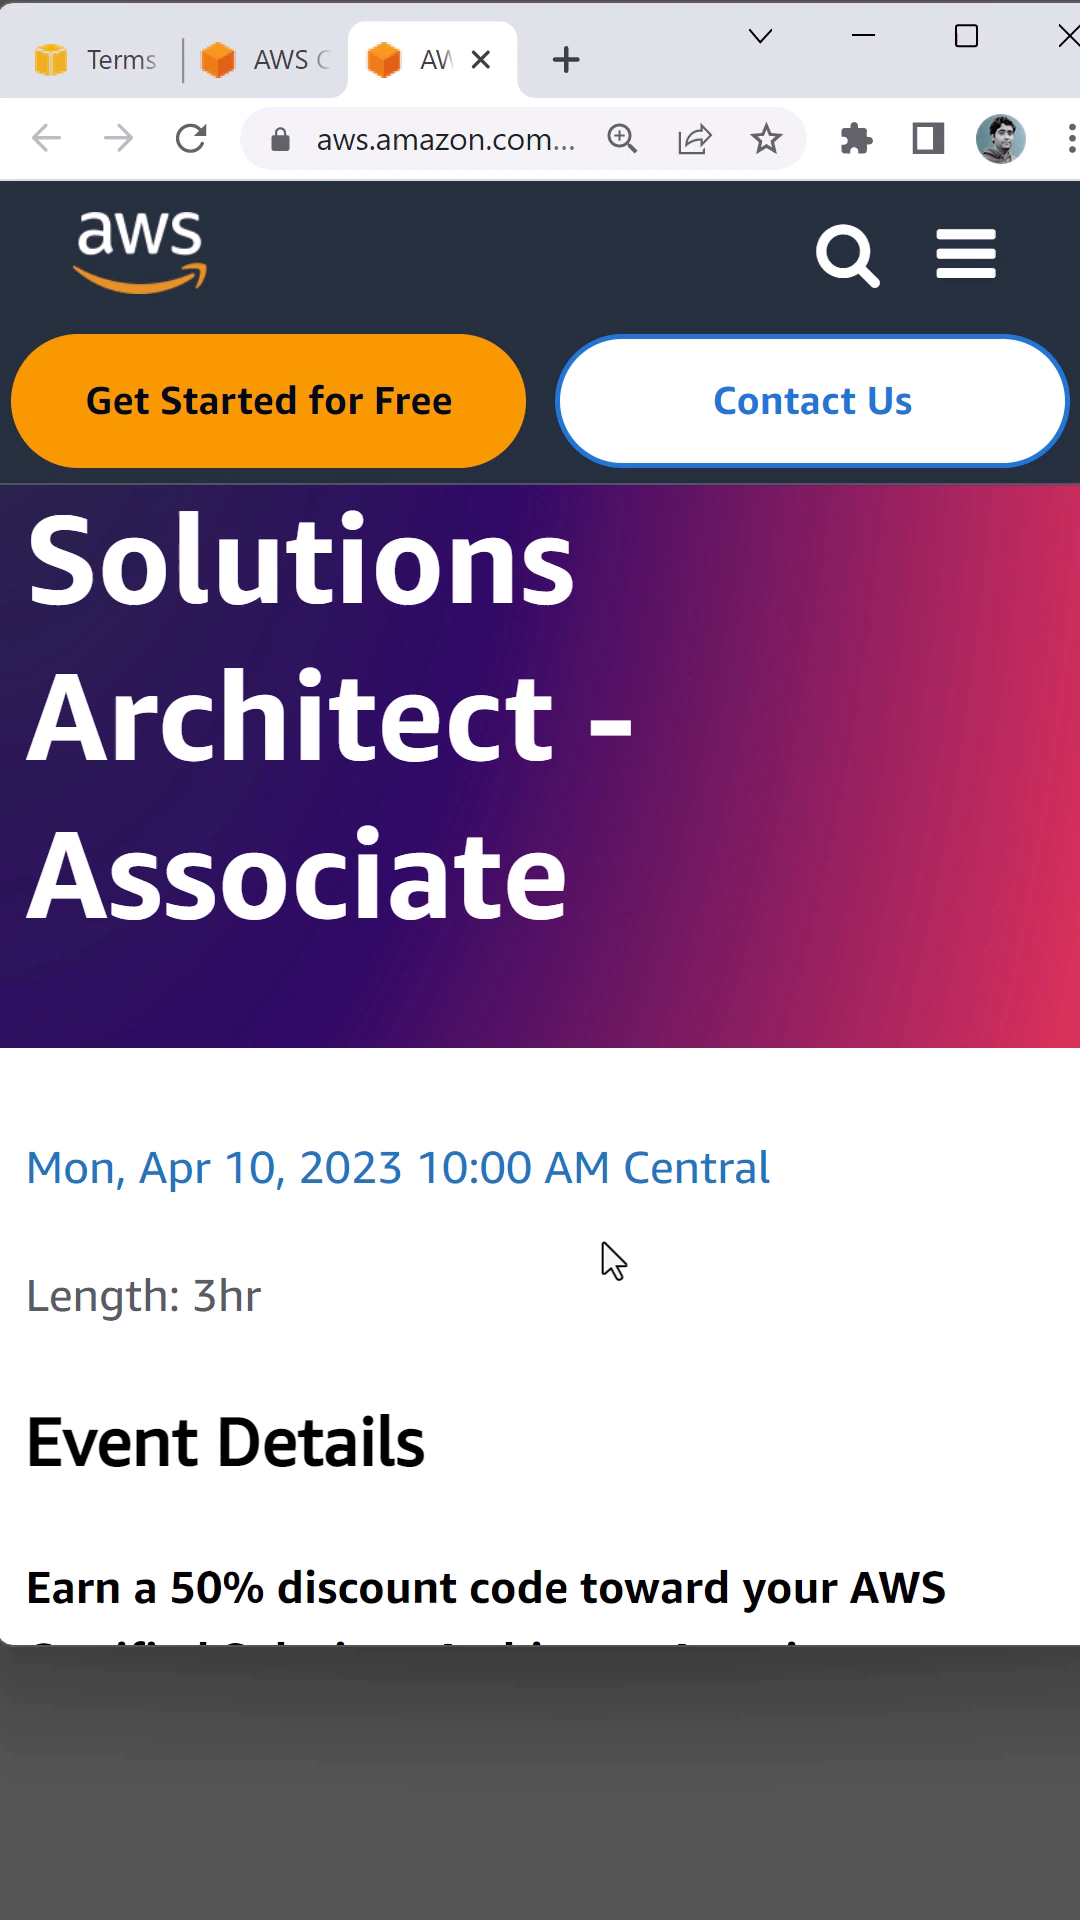 Terms
AWS C
AW
aws.amazon.com...
aws
Get Started for Free
Contact Us
Solutions
Architect -
Associate
Mon, Apr 10, 2023 10:00 AM Central
Length: 3hr
Event Details
Earn a 50% discount code toward your AWS